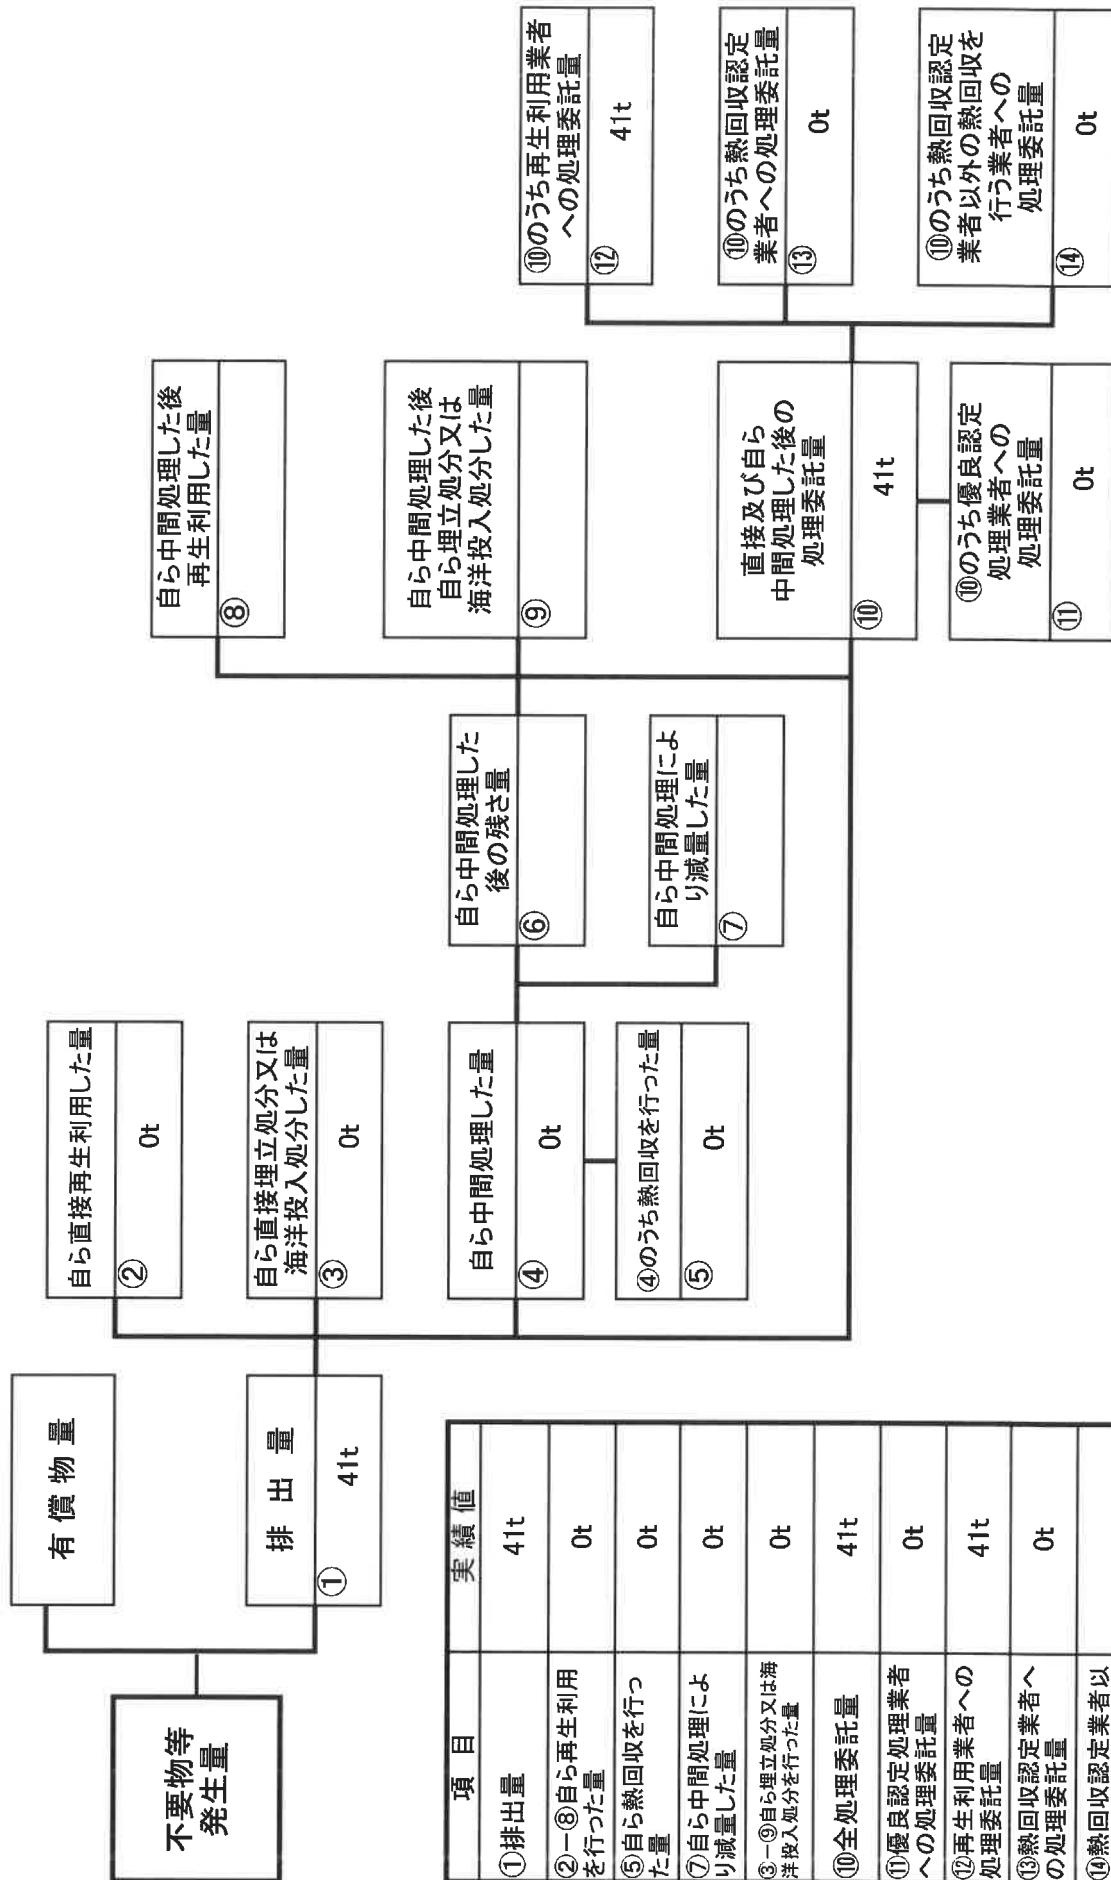 不要物等
発生量
有 償 物 量
排 出 量
①
41t
自ら直接再生利用した量
②
0t
自ら直接埋立処分又は
海洋投入処分した量
③
0t
自ら中間処理した量
④
0t
④のうち熱回収を行った量
⑤
0t
自ら中間処理した
後の残さ量
⑥
自ら中間処理によ
り減量した量
⑦
自ら中間処理した後
再生利用した量
⑧
自ら中間処理した後
自ら埋立処分又は
海洋投入処分した量
⑨
直接及び自ら
中間処理した後の
処理委託量
⑩
41t
⑩のうち優良認定
処理業者への
処理委託量
⑪
0t
⑩のうち再生利用業者
への処理委託量
⑫
41t
⑩のうち熱回収認定
業者への処理委託量
⑬
0t
⑩のうち熱回収認定
業者以外の熱回収を
行う業者への
処理委託量
⑭
0t
項 目
実 績 値
①排出量
41t
②ー⑧自ら再生利用
を行った量
0t
⑤自ら熱回収を行っ
た量
0t
⑦自ら中間処理によ
り減量した量
0t
③ー⑨自ら埋立処分又は海
洋投入処分を行った量
0t
⑩全処理委託量
41t
⑪優良認定処理業者
への処理委託量
0t
⑫再生利用業者への
処理委託量
41t
⑬熱回収認定業者へ
の処理委託量
0t
⑭熱回収認定業者以